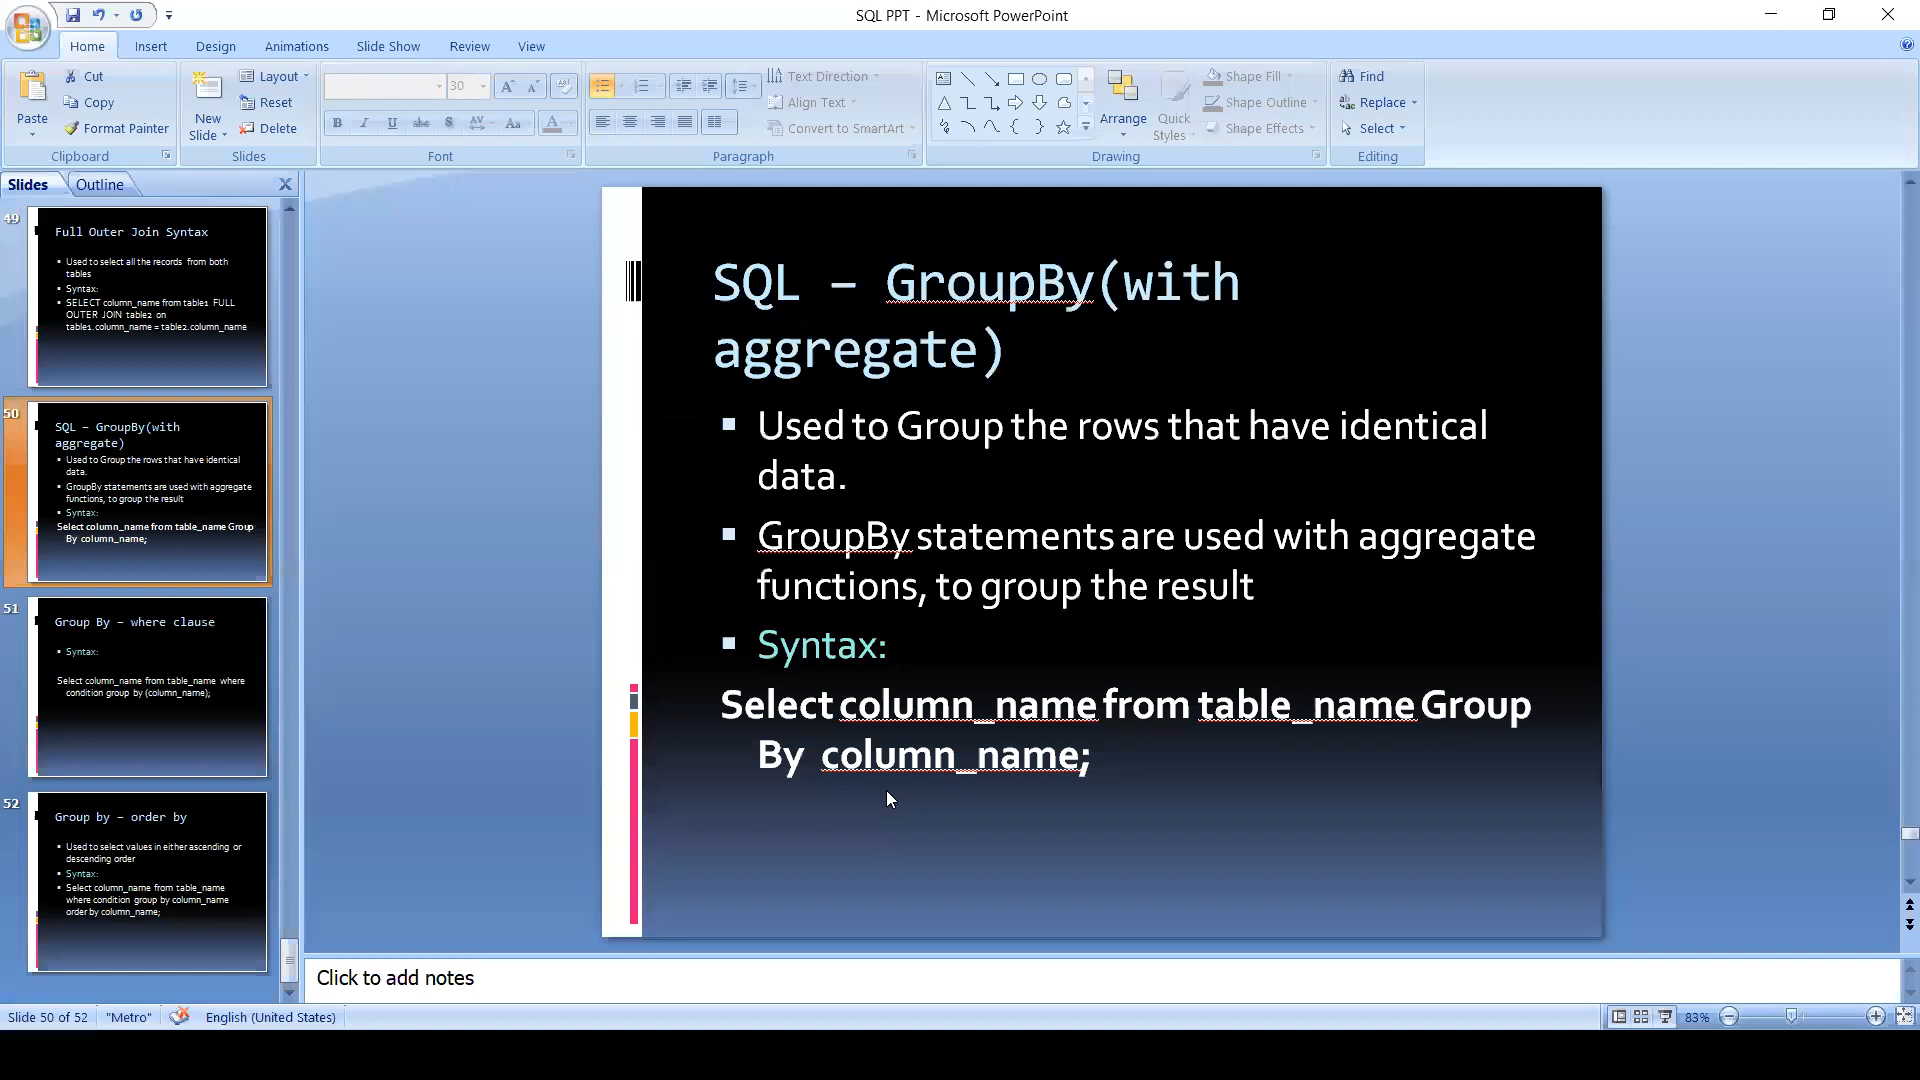 SQL PPT - Microsoft PowerPoint
Home Insert Design Animations Slide Show Review View
Paste
Cut
Copy
Format Painter
Clipboard
New
Slide
Layout
Reset
Delete
Slides
30
B I U abc S AV Aa A
Font
Text Direction
Align Text
Convert to SmartArt
Paragraph
Arrange
Quick
Styles
Shape Fill
Shape Outline
Shape Effects
Drawing
Find
Replace
Select
Editing
Slides Outline
49
Full Outer Join Syntax
Used to select all the records from both
tables
Syntax:
SELECT column_name from table1 FULL
OUTER JOIN table2 on
table1.column_name = table2.column_name
50
SQL – GroupBy(with
aggregate)
Used to Group the rows that have identical
data.
GroupBy statements are used with aggregate
functions, to group the result
Syntax:
Select column_name from table_name Group
By column_name;
51
Group By – where clause
Syntax:
Select column_name from table_name where
condition group by (column_name);
52
Group by – order by
Used to select values in either ascending or
descending order
Syntax:
Select column_name from table_name
where condition group by column_name
order by column_name;
SQL – GroupBy(with
aggregate)
Used to Group the rows that have identical
data.
GroupBy statements are used with aggregate
functions, to group the result
Syntax:
Select column_name from table_name Group
By column_name;
Click to add notes
Slide 50 of 52 "Metro" English (United States) 83%